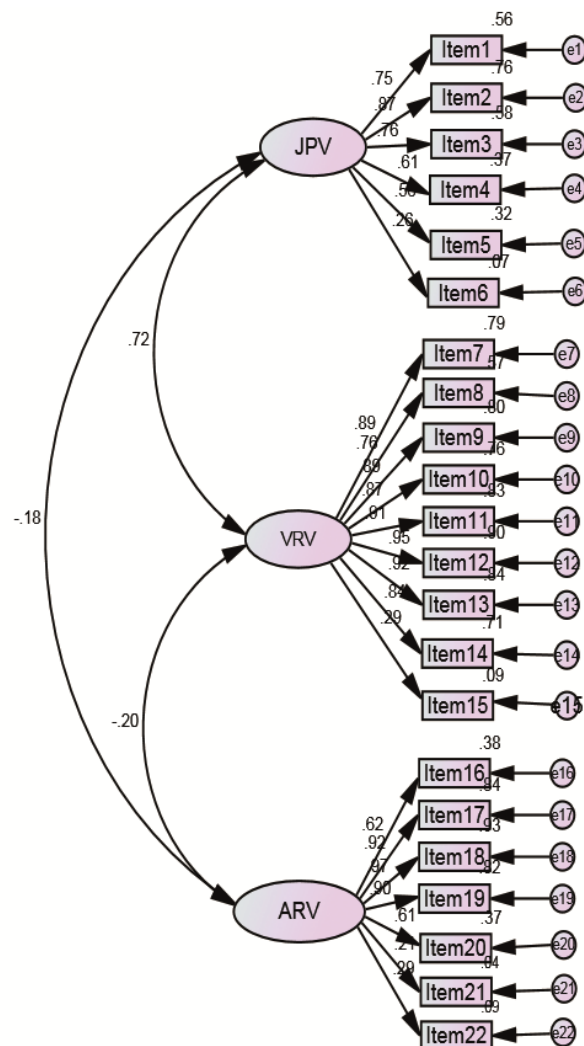 .56
Item1
e1
.75
.76
Item2
e2
.87
.58
Item3
e3
.76
JPV
.37
Item4
e4
.61
.32
Item5
e5
.26
.07
Item6
e6
.79
Item7
e7
.72
.57
Item8
e8
.89
.80
Item9
e9
.76
.76
Item10
e10
.89
.83
Item11
e11
.87
.90
Item12
e12
.91
VRV
.84
Item13
e13
.95
.92
.71
Item14
e14
.84
.29
.09
Item15
e15
-.18
-.20
.38
Item16
e16
.84
Item17
e17
.62
.93
Item18
e18
.92
.82
Item19
e19
.97
.90
ARV
.37
Item20
e20
.61
.04
Item21
e21
.21
.09
Item22
e22
.29